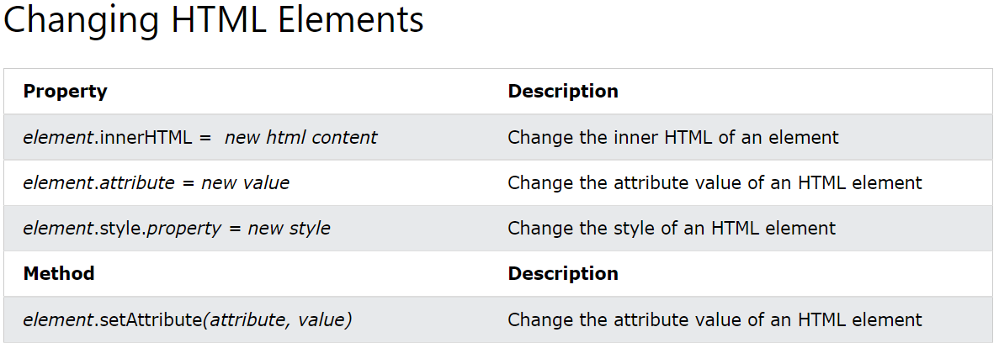 Changing HTML Elements
Property Description
element.innerHTML =  new html content Change the inner HTML of an element
element.attribute = new value Change the attribute value of an HTML element
element.style.property = new style Change the style of an HTML element
Method Description
element.setAttribute(attribute, value) Change the attribute value of an HTML element